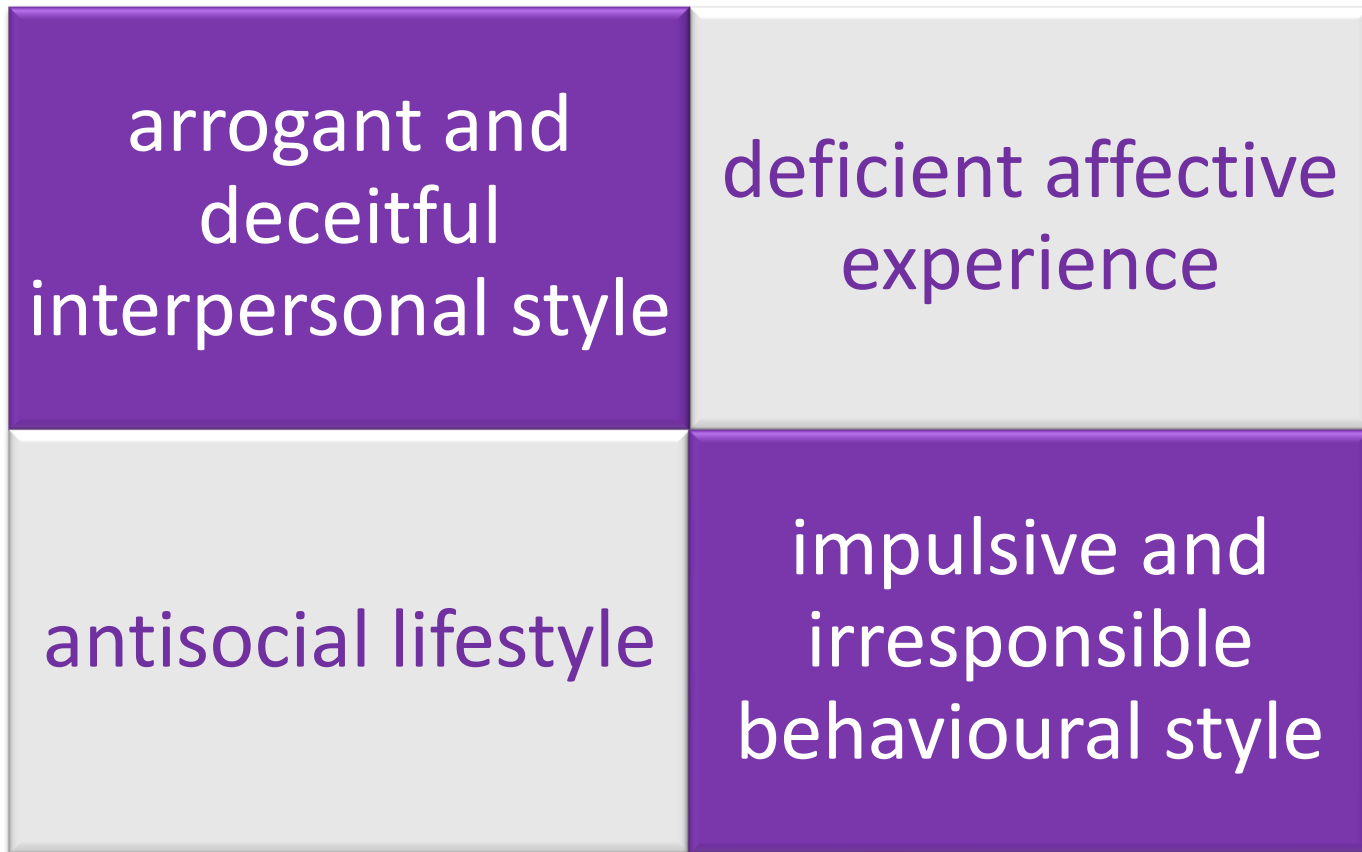 arrogant and
deceitful
interpersonal style
deficient affective
experience
antisocial lifestyle
impulsive and
irresponsible
behavioural style